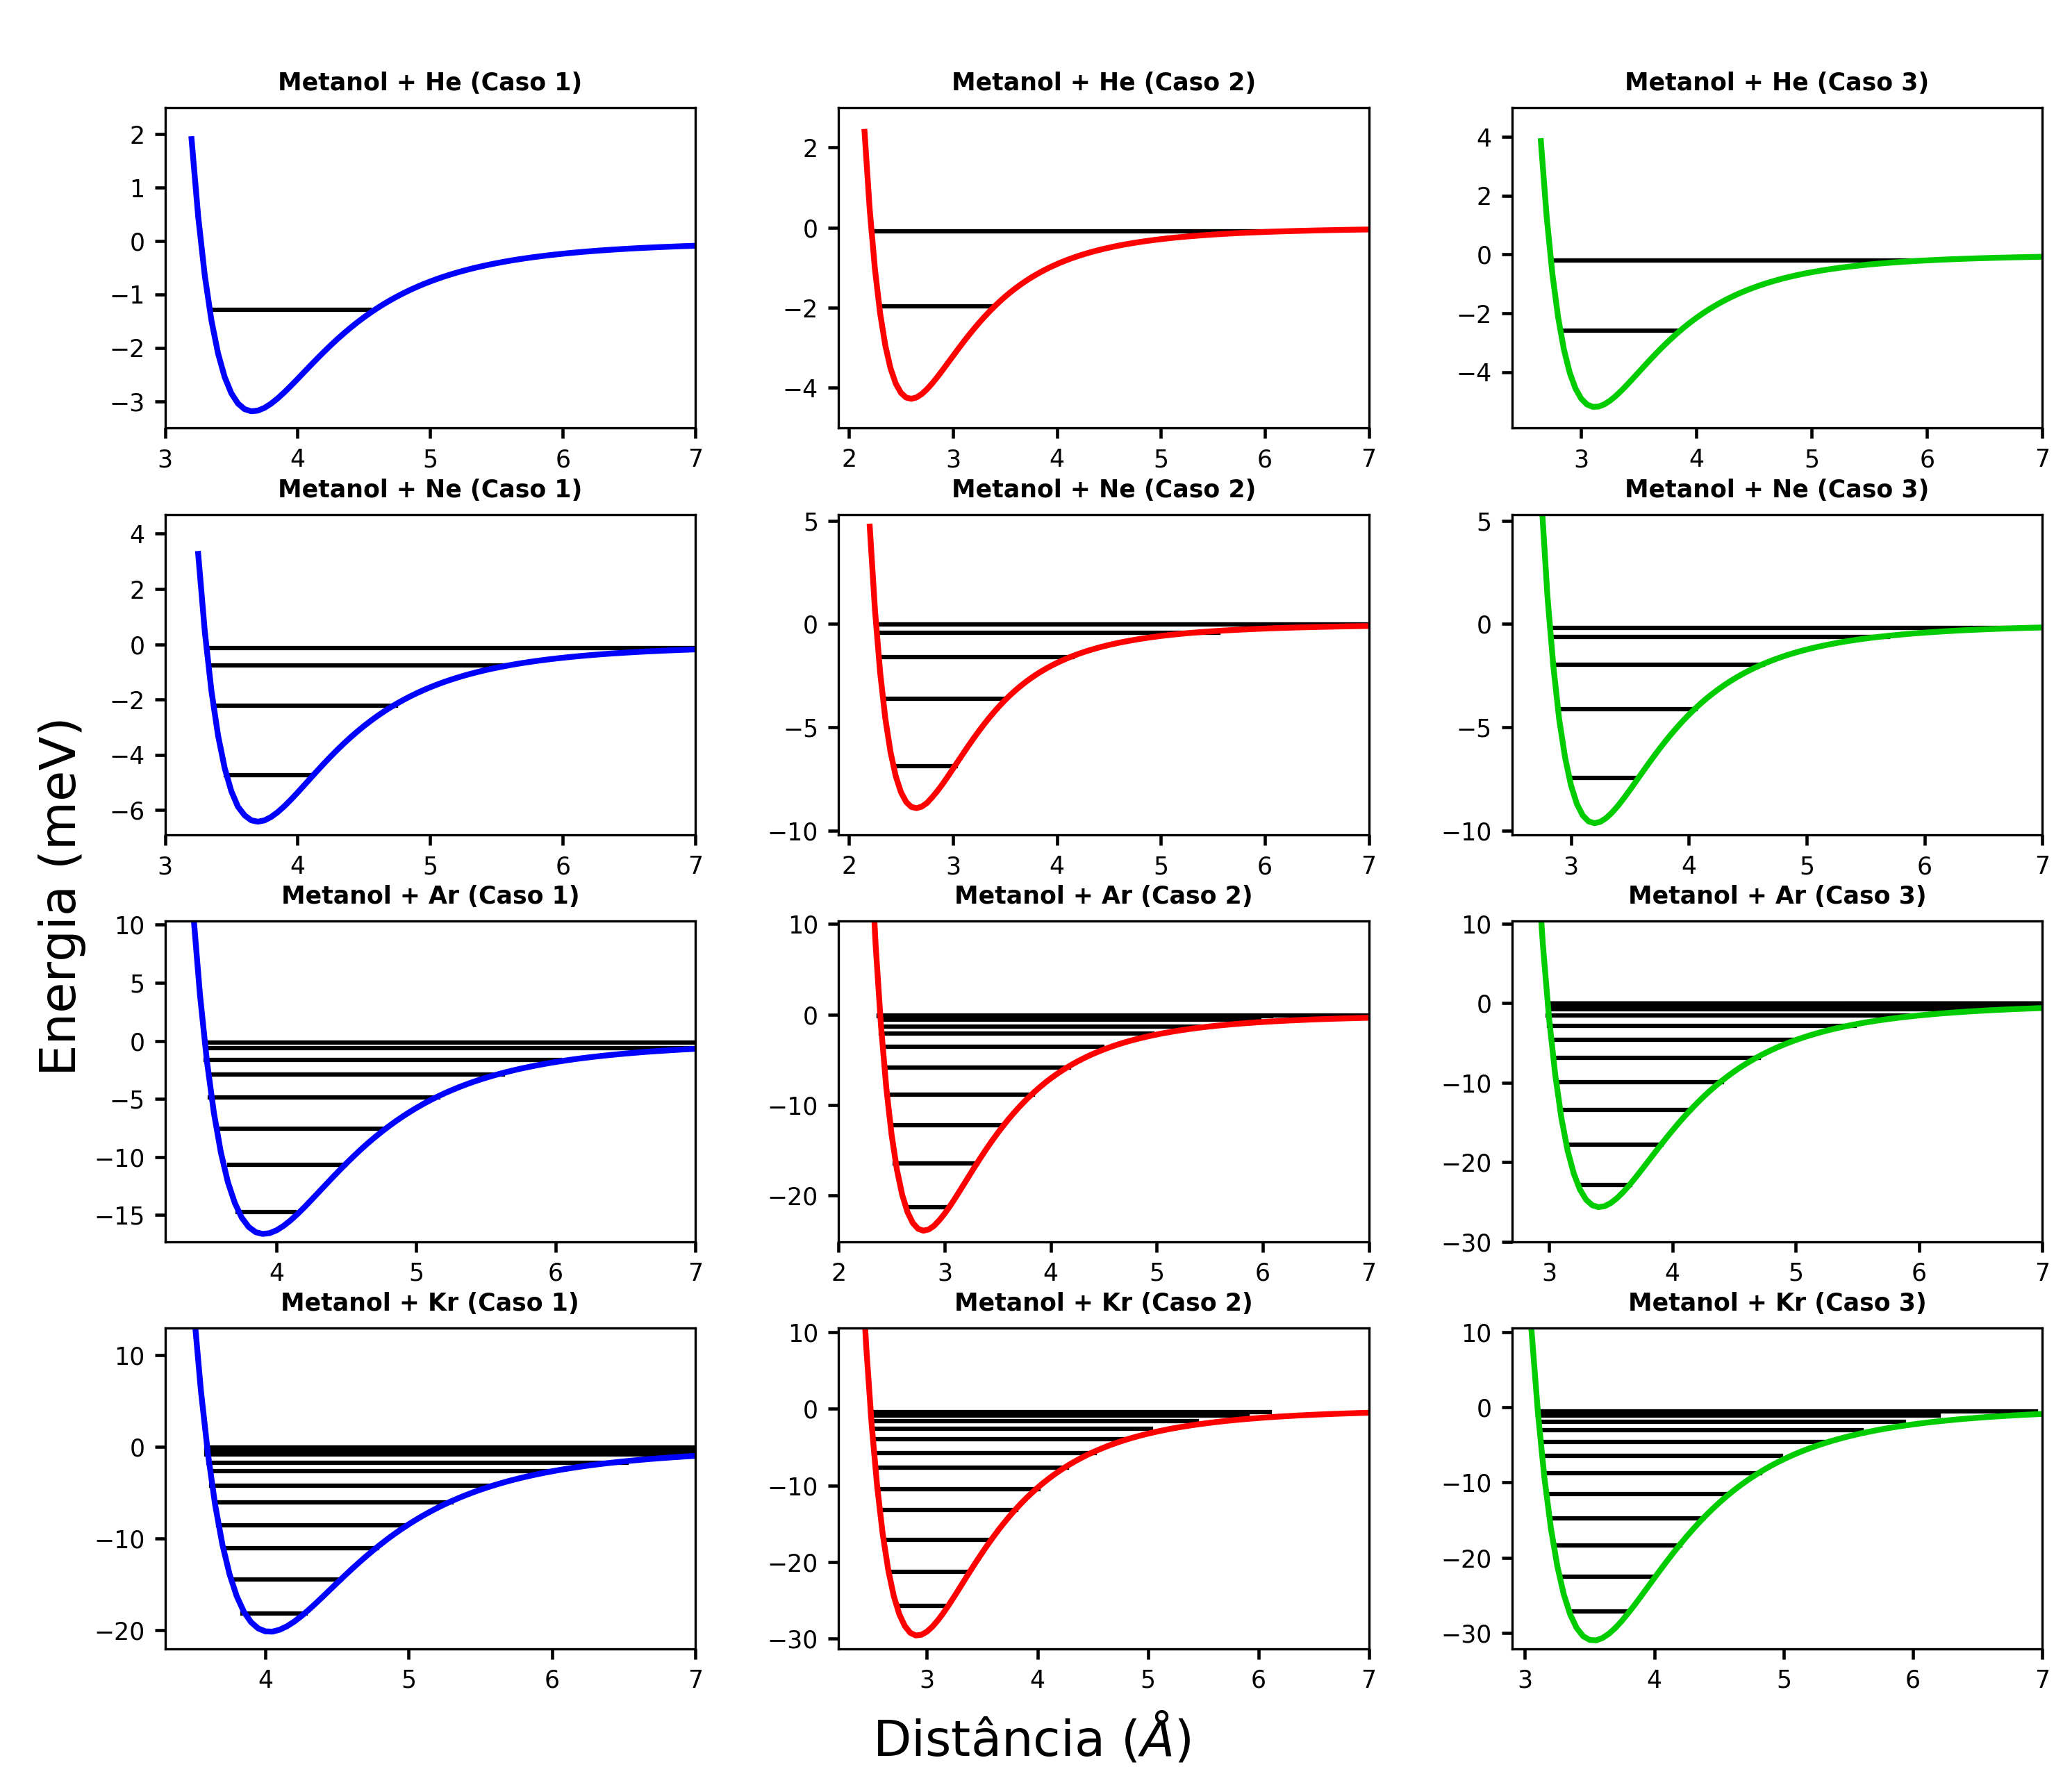 Metanol + He (Caso 1)
Metanol + He (Caso 2)
Metanol + He (Caso 3)
2
1
0
−1
−2
−3
3 4 5 6 7
2
0
−2
−4
2 3 4 5 6 7
4
2
0
−2
−4
3 4 5 6 7
Metanol + Ne (Caso 1)
Metanol + Ne (Caso 2)
Metanol + Ne (Caso 3)
4
2
0
−2
−4
−6
3 4 5 6 7
5
0
−5
−10
2 3 4 5 6 7
5
0
−5
−10
3 4 5 6 7
Energia (meV)
Metanol + Ar (Caso 1)
Metanol + Ar (Caso 2)
Metanol + Ar (Caso 3)
10
5
0
−5
−10
−15
4 5 6 7
10
0
−10
−20
2 3 4 5 6 7
10
0
−10
−20
−30
3 4 5 6 7
Metanol + Kr (Caso 1)
Metanol + Kr (Caso 2)
Metanol + Kr (Caso 3)
10
0
−10
−20
4 5 6 7
10
0
−10
−20
−30
3 4 5 6 7
10
0
−10
−20
−30
3 4 5 6 7
Distância (Å)